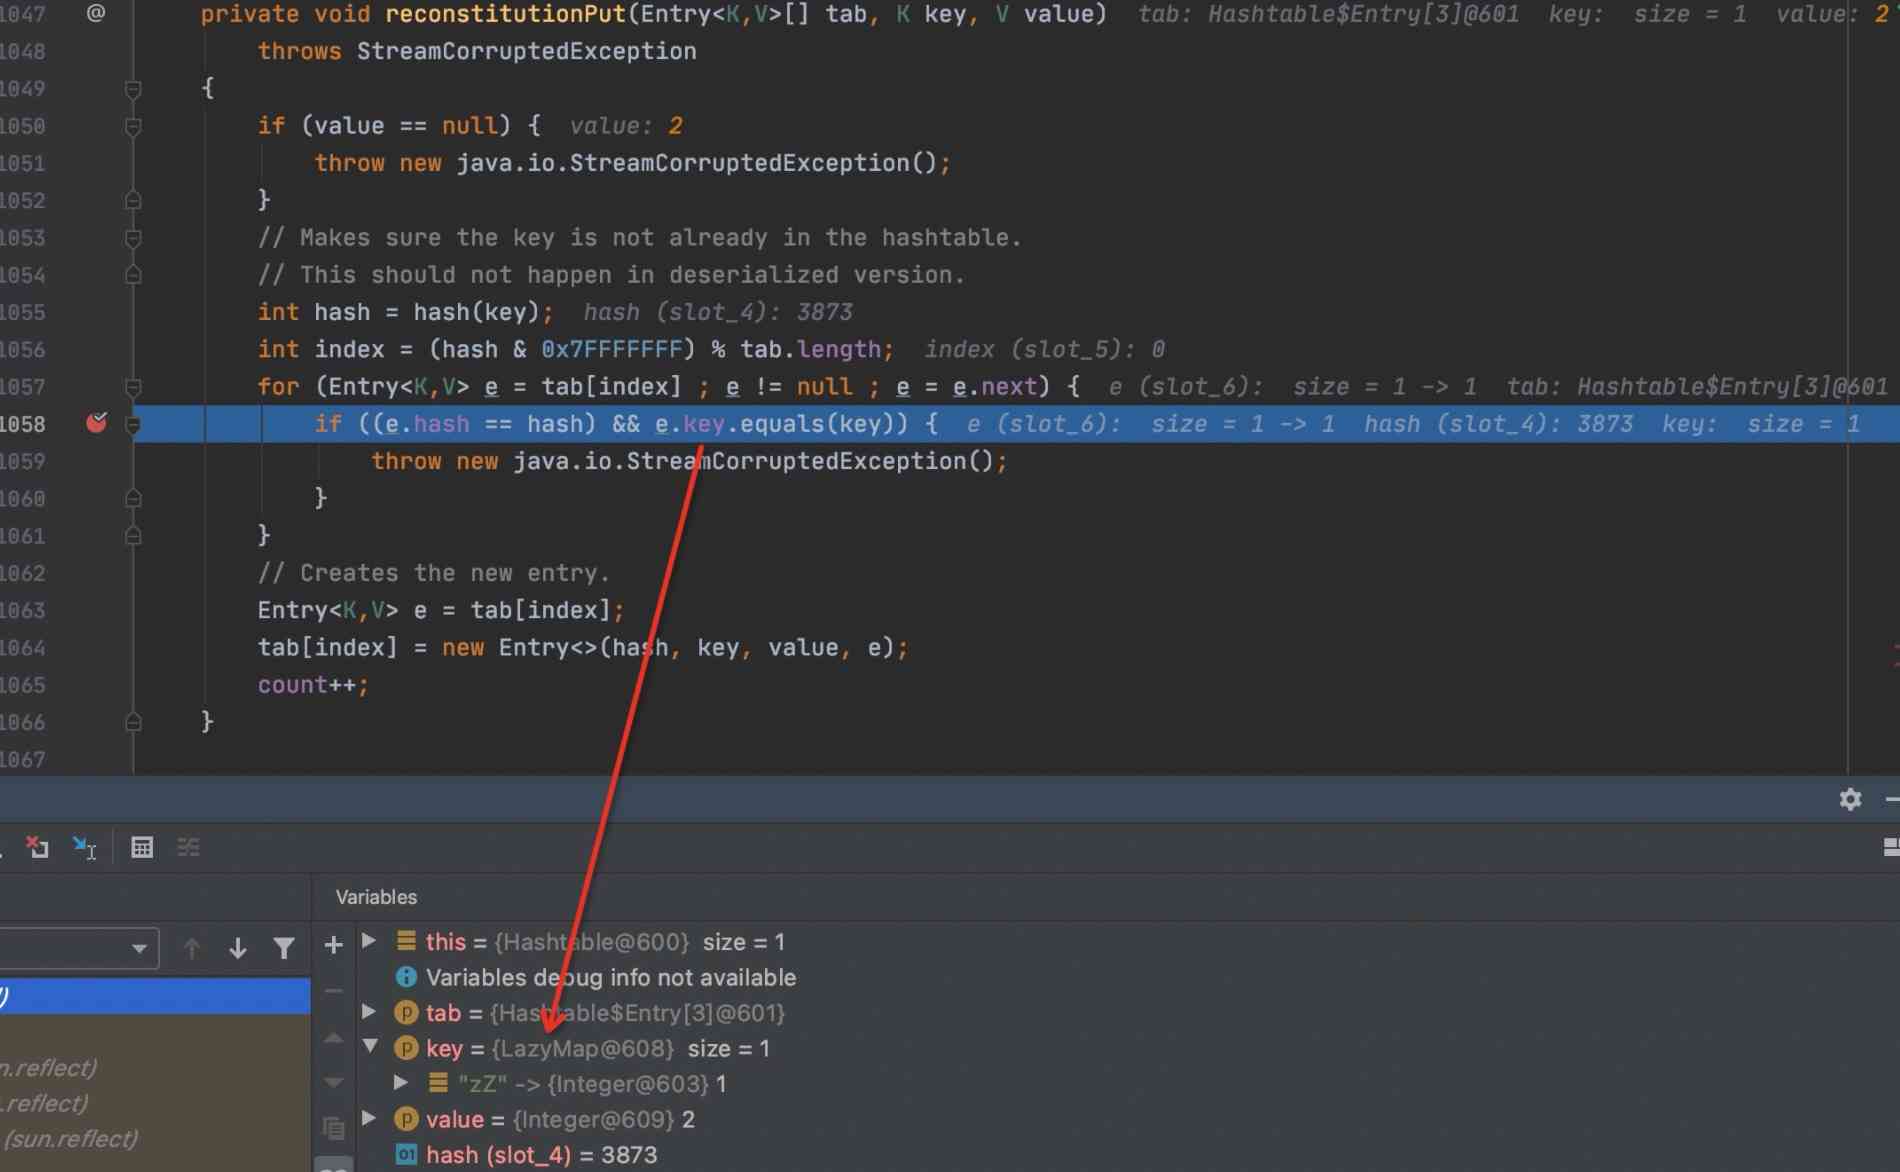 1047 @ private void reconstitutionPut(Entry<K,V>[] tab, K key, V value) tab: Hashtable$Entry[3]@601 key: size = 1 value: 2
1048 throws StreamCorruptedException
1049 {
1050 if (value == null) { value: 2
1051 throw new java.io.StreamCorruptedException();
1052 }
1053 // Makes sure the key is not already in the hashtable.
1054 // This should not happen in deserialized version.
1055 int hash = hash(key); hash (slot_4): 3873
1056 int index = (hash & 0x7FFFFFFF) % tab.length; index (slot_5): 0
1057 for (Entry<K,V> e = tab[index] ; e != null ; e = e.next) { e (slot_6): size = 1 -> 1 tab: Hashtable$Entry[3]@601
1058 if ((e.hash == hash) && e.key.equals(key)) { e (slot_6): size = 1 -> 1 hash (slot_4): 3873 key: size = 1
1059 throw new java.io.StreamCorruptedException();
1060 }
1061 }
1062 // Creates the new entry.
1063 Entry<K,V> e = tab[index];
1064 tab[index] = new Entry<>(hash, key, value, e);
1065 count++;
1066 }
1067
Variables
this = {Hashtable@600} size = 1
Variables debug info not available
tab = {Hashtable$Entry[3]@601}
key = {LazyMap@608} size = 1
"zZ" -> {Integer@603} 1
value = {Integer@609} 2
hash (slot_4) = 3873
)
n.reflect)
.reflect)
(sun.reflect)